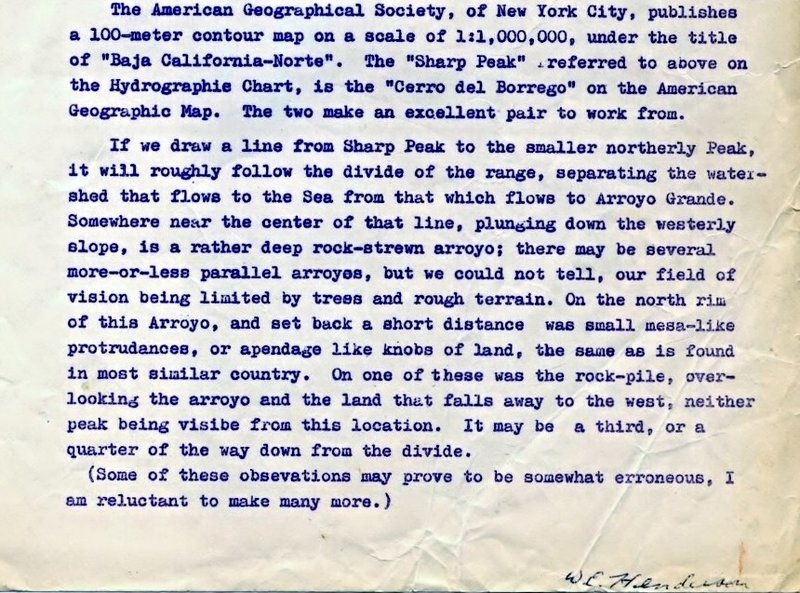 The American Geographical Society, of New York City, publishes
a 100-meter contour map on a scale of 1:1,000,000, under the title
of "Baja California-Norte". The "Sharp Peak" referred to above on
the Hydrographie Chart, is the "Cerro del Borrego" on the American
Geographic Map. The two make an excellent pair to work from.
If we draw a line from Sharp Peak to the smaller northerly Peak,
it will roughly follow the divide of the range, separating the water-
shed that flows to the Sea from that which flows to Arroyo Grande.
Somewhere near the center of that line, plunging down the westerly
slope, is a rather deep rock-strewn arroyo; there may be several
more-or-less parallel arroyos, but we could not tell, our field of
vision being limited by trees and rough terrain. On the north rim
of this Arroyo, and set back a short distance was small mesa-like
protrudances, or apendage like knobs of land, the same as is found
in most similar country. On one of these was the rock-pile, over-
looking the arroyo and the land that falls away to the west, neither
peak being visibe from this location. It may be a third, or a
quarter of the way down from the divide.
(Some of these obsevations may prove to be somewhat erroneous, I
am reluctant to make many more.)
W.E. Henderson